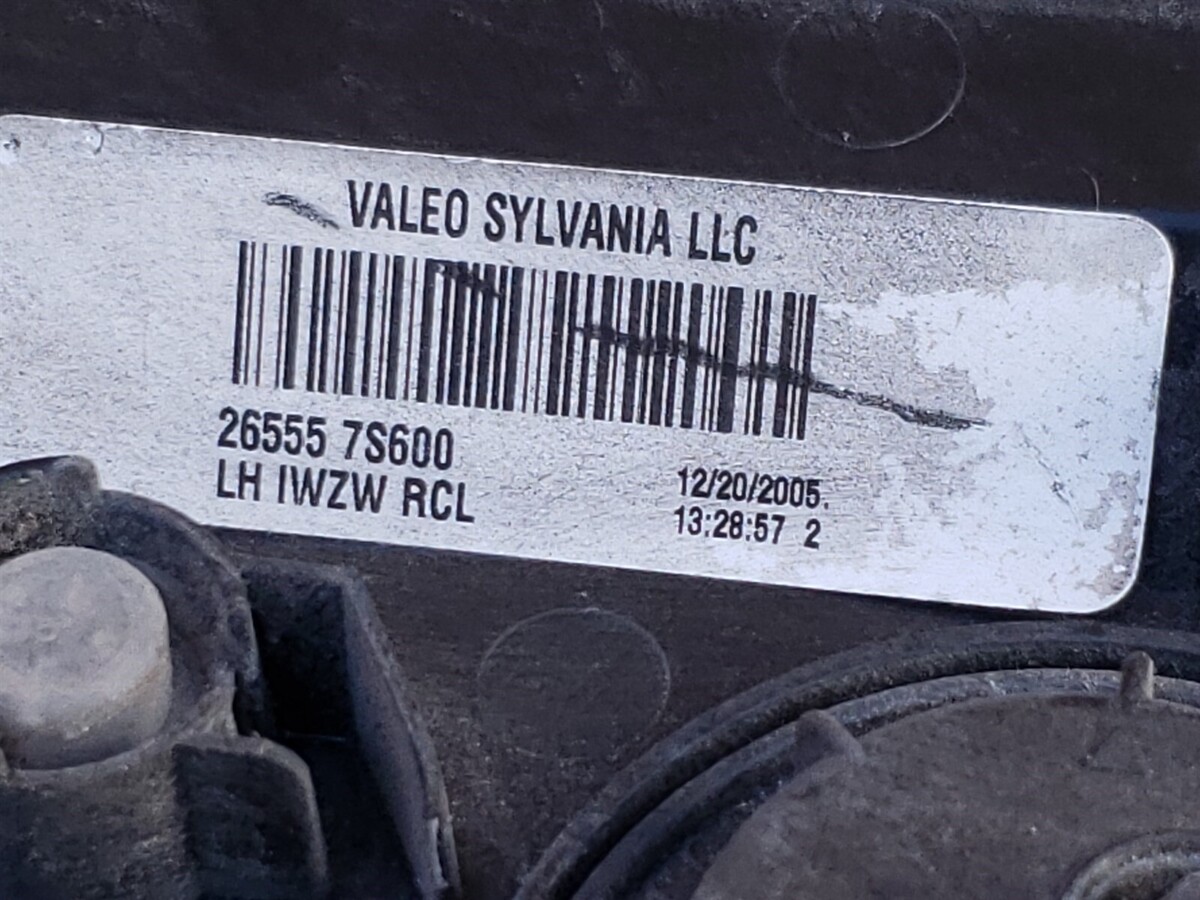 VALEO SYLVANIA LLC
26555 7S600
LH IWZW RCL
12/20/2005.
13:28:57 2